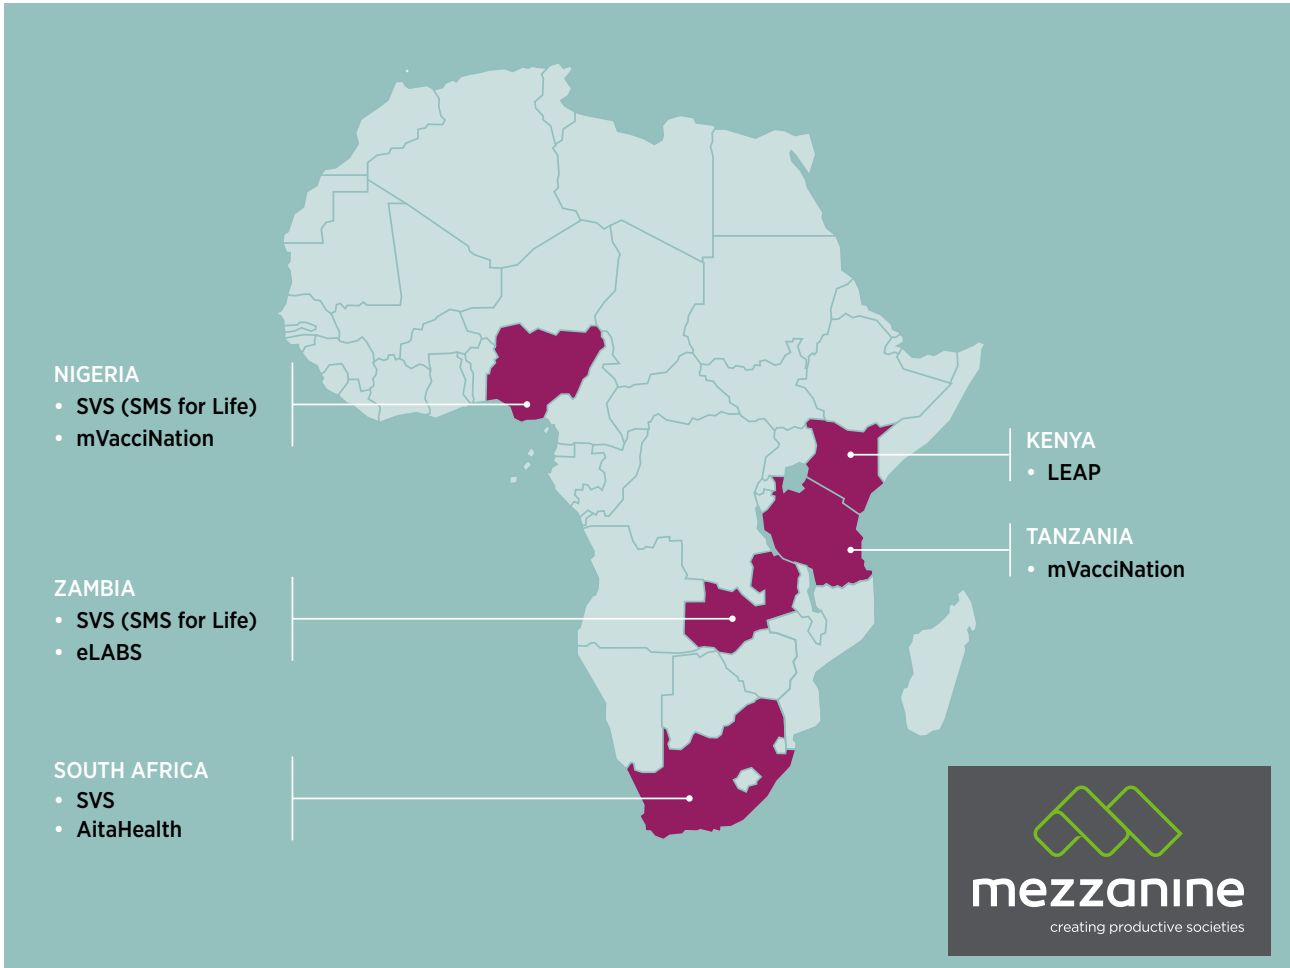 NIGERIA
• SVS (SMS for Life)
• mVacciNation
ZAMBIA
• SVS (SMS for Life)
• eLABS
SOUTH AFRICA
• SVS
• AitaHealth
KENYA
• LEAP
TANZANIA
• mVacciNation
mezzanine
creating productive societies